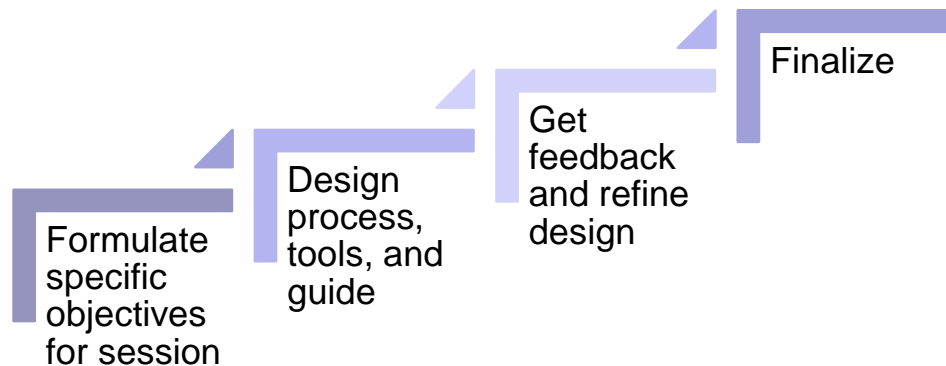 Formulate
specific
objectives
for session
Design
process,
tools, and
guide
Get
feedback
and refine
design
Finalize